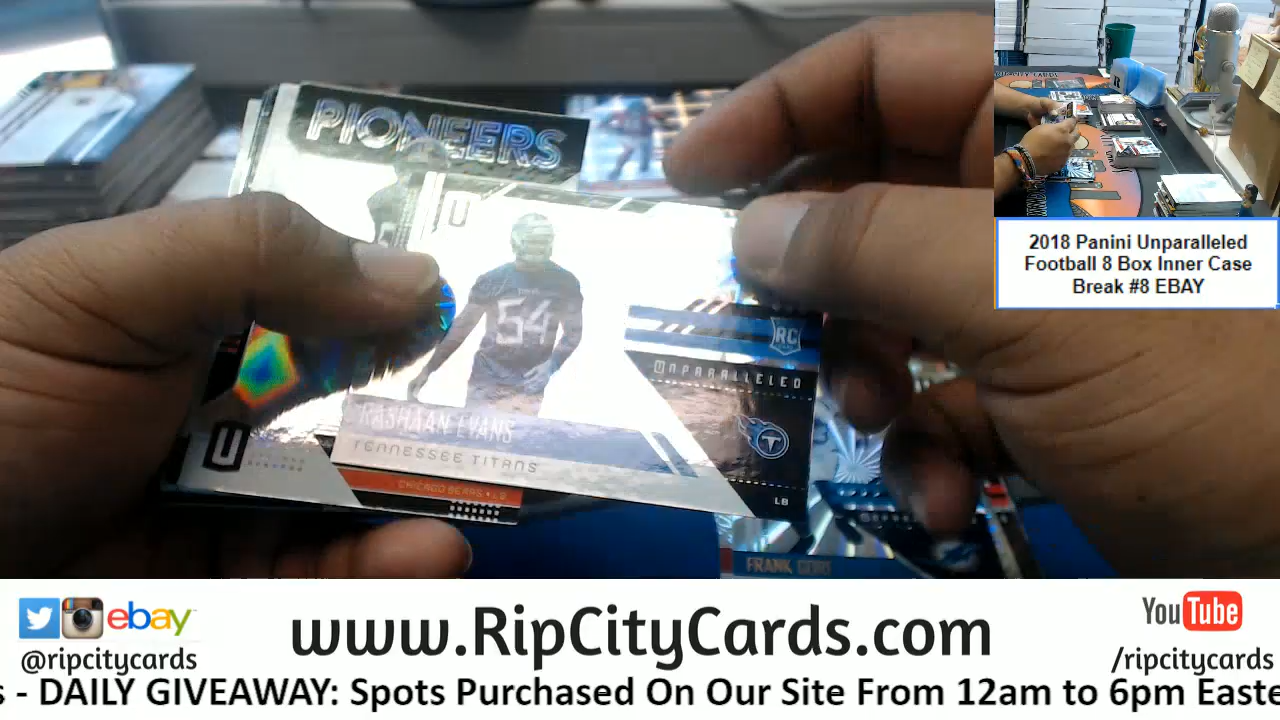 PIONEERS
U
54
RC
UNPARALLELED
RASHAAN EVANS
TENNESSEE TITANS
LB
U
CHICAGO BEARS • LB
FRANK GORE
2018 Panini Unparalleled
Football 8 Box Inner Case
Break #8 EBAY
ebay
@ripcitycards
www.RipCityCards.com
YouTube
/ripcitycards
s - DAILY GIVEAWAY: Spots Purchased On Our Site From 12am to 6pm Easte